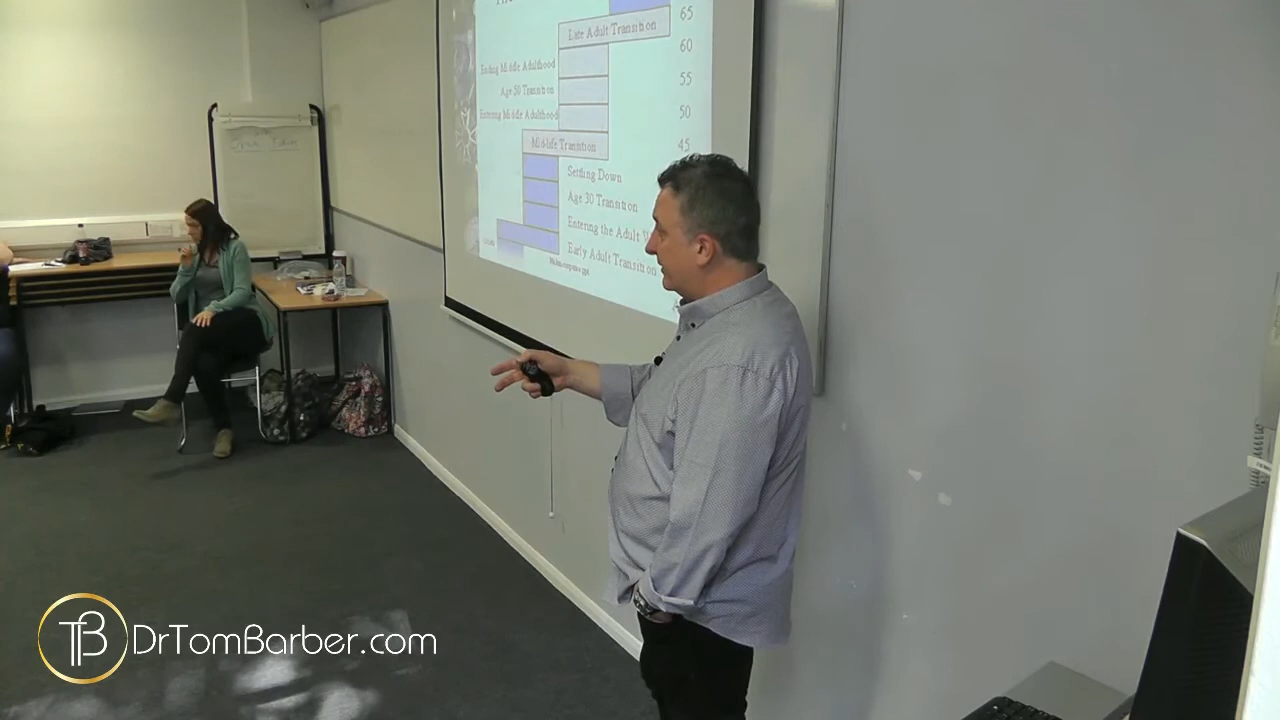 65
Late Adult Transition
60
Ending Middle Adulthood
55
Age 50 Transition
50
Entering Middle Adulthood
45
Mid-life Transition
Settling Down
Age 30 Transition
Entering the Adult
Early Adult Transition
TB DrTomBarber.com